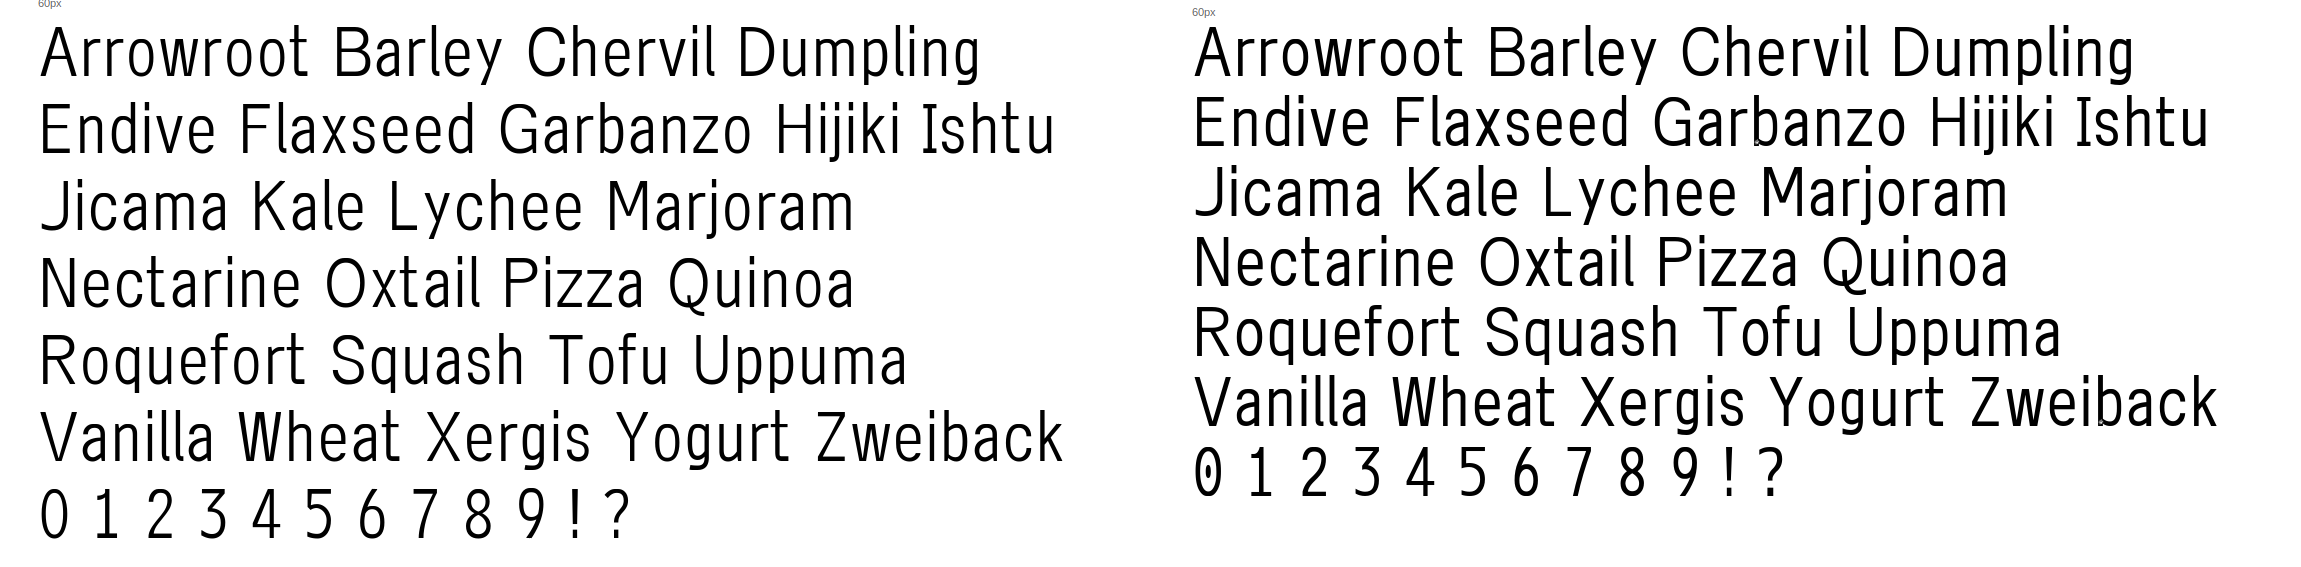 60px
Arrowroot Barley Chervil Dumpling
Endive Flaxseed Garbanzo Hijiki Ishtu
Jicama Kale Lychee Marjoram
Nectarine Oxtail Pizza Quinoa
Roquefort Squash Tofu Uppuma
Vanilla Wheat Xergis Yogurt Zweiback
0 1 2 3 4 5 6 7 8 9 ! ?
60px
Arrowroot Barley Chervil Dumpling
Endive Flaxseed Garbanzo Hijiki Ishtu
Jicama Kale Lychee Marjoram
Nectarine Oxtail Pizza Quinoa
Roquefort Squash Tofu Uppuma
Vanilla Wheat Xergis Yogurt Zweiback
0 1 2 3 4 5 6 7 8 9 ! ?